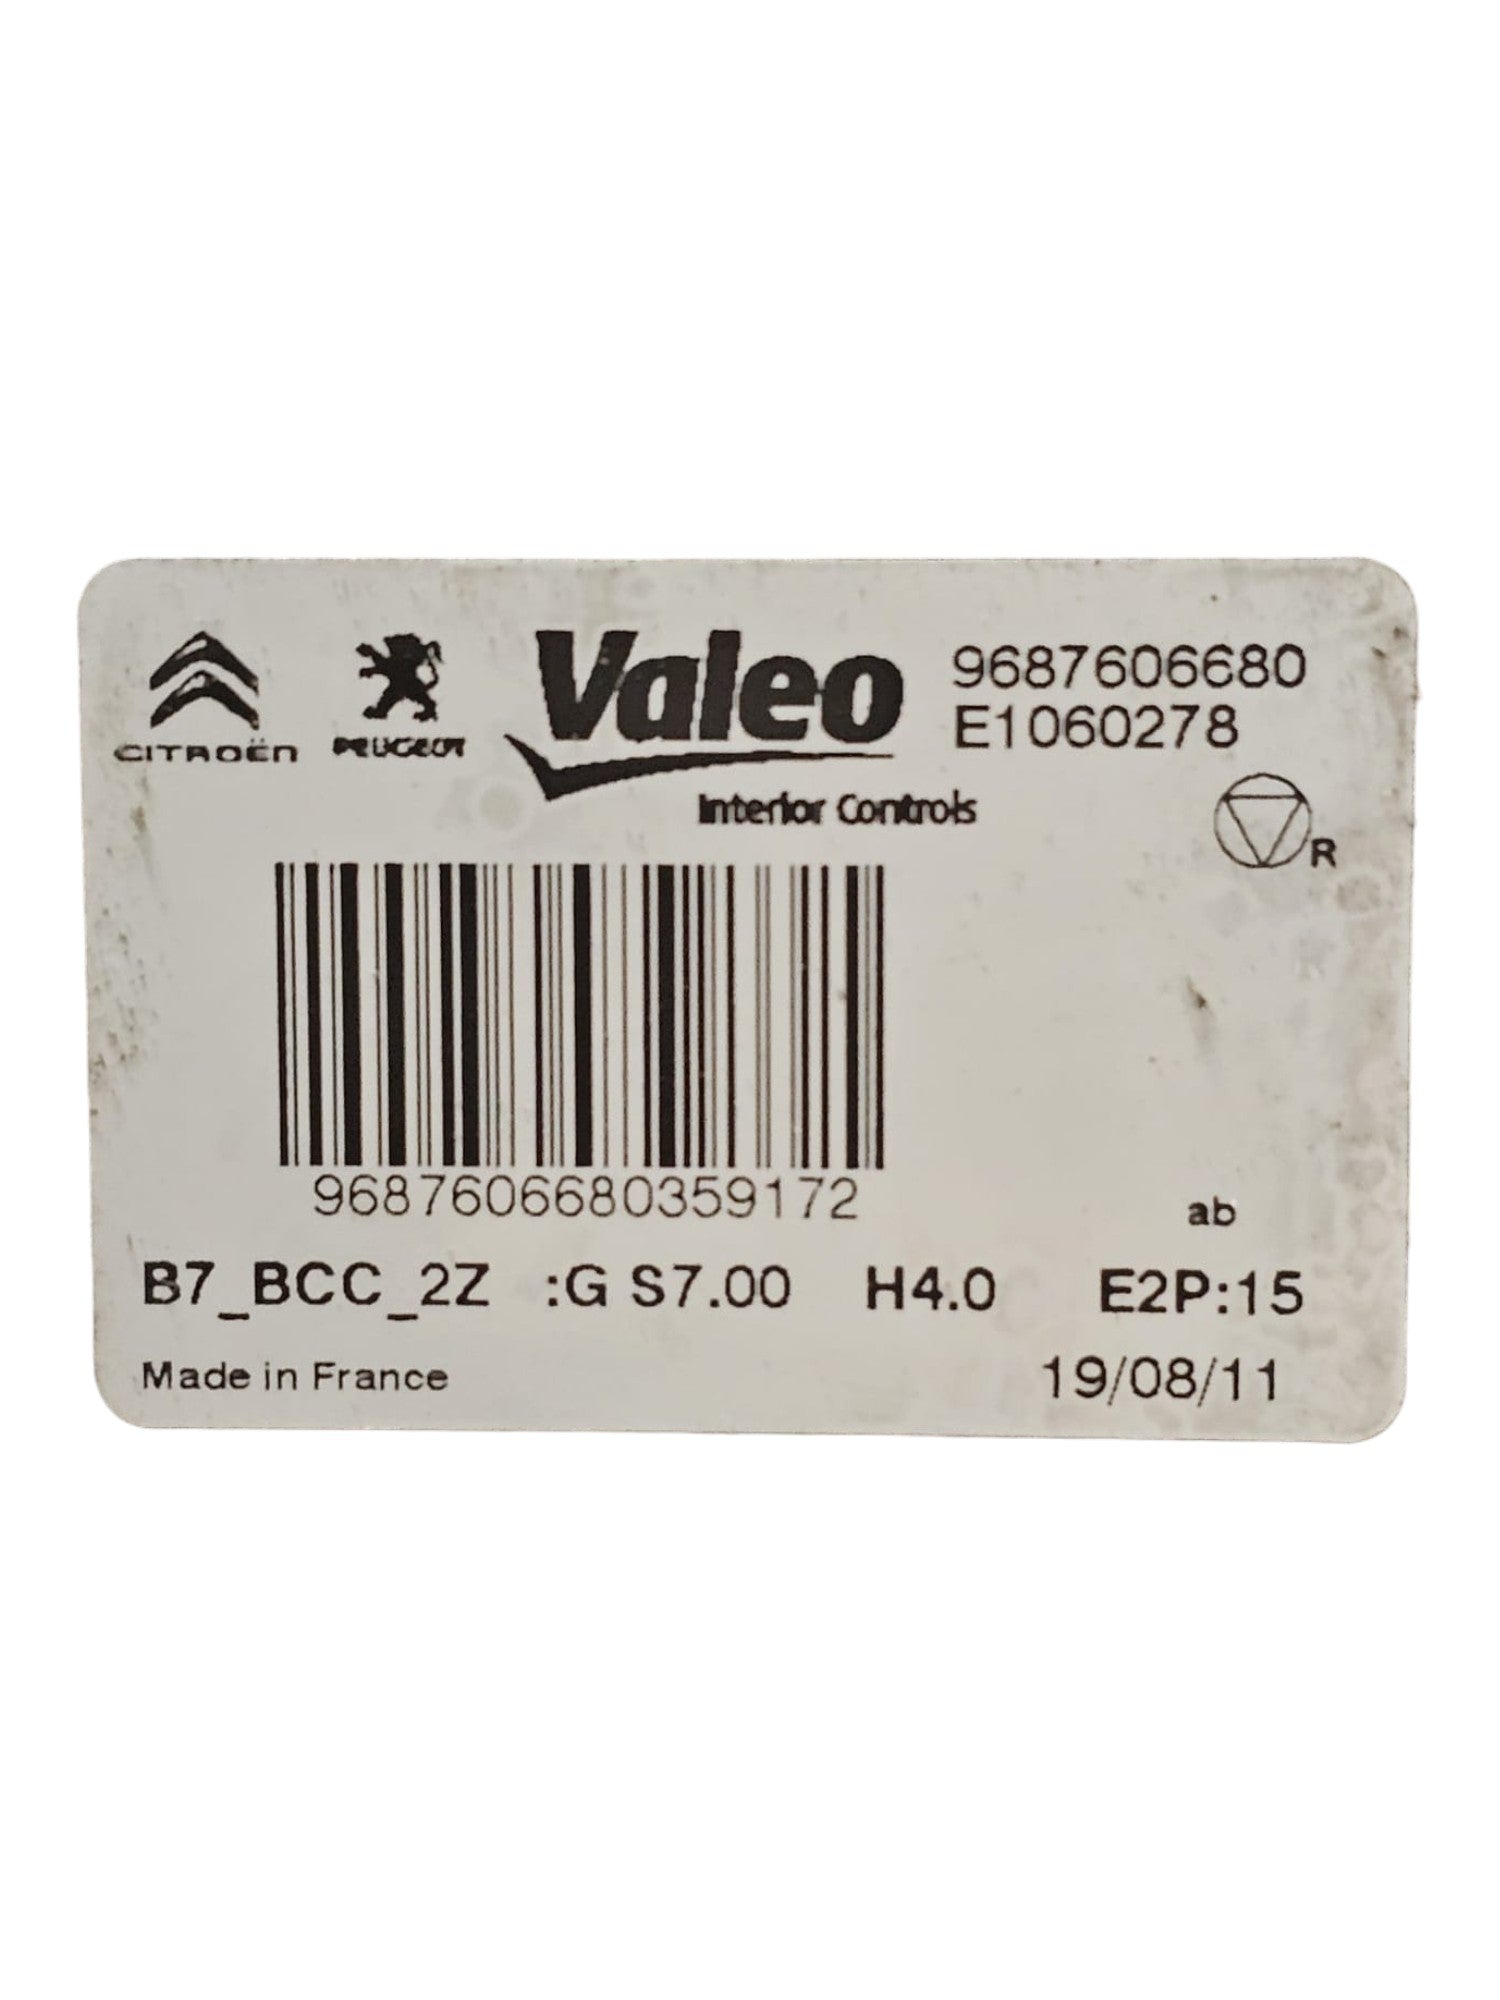 CITROËN PEUGEOT Valeo 9687606680
E1060278
Interior Controls
R
9687606680359172
ab
B7_BCC_2Z :G S7.00 H4.0 E2P:15
Made in France 19/08/11